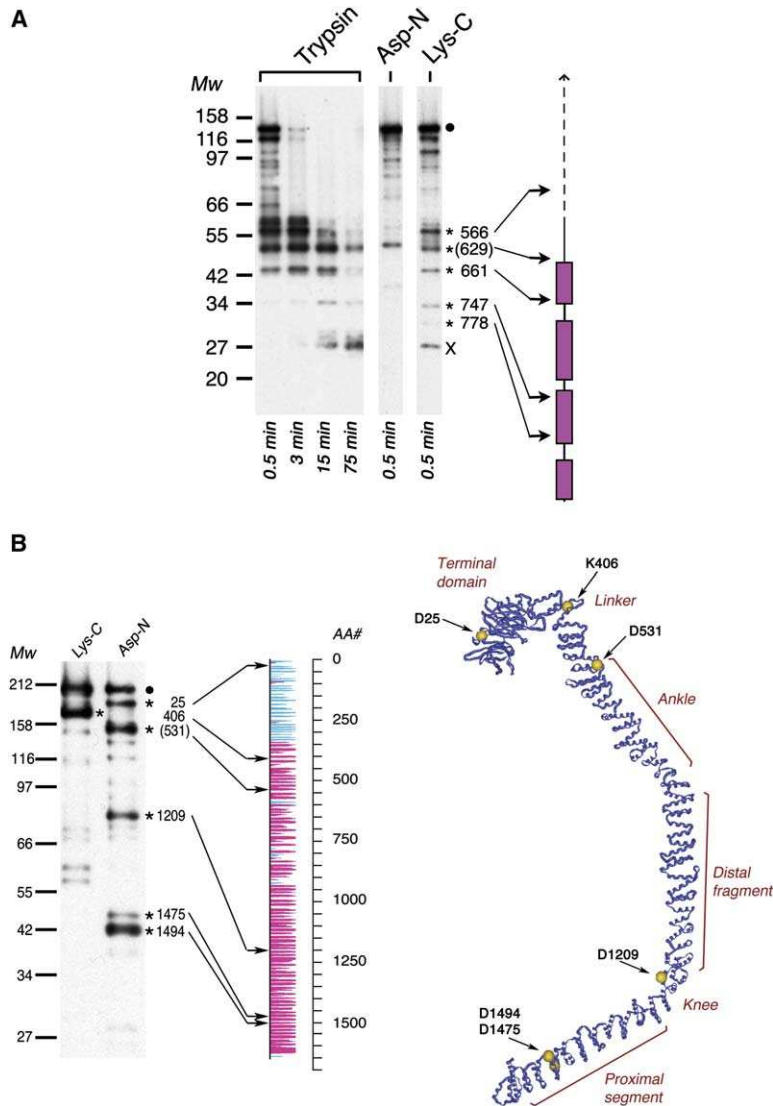 A
Trypsin
Asp-N
Lys-C
Mw
158
116
97
66
55
42
34
27
20
* 566
*(629)
* 661
* 747
* 778
X
0.5 min
3 min
15 min
75 min
0.5 min
0.5 min
B
Lys-C
Asp-N
Mw
212
158
116
97
66
55
42
34
27
*
* 25
406
* (531)
* 1209
* 1475
* 1494
AA#
0
250
500
750
1000
1250
1500
Terminal domain
K406
Linker
D25
D531
Ankle
Distal fragment
D1209
Knee
D1494
D1475
Proximal segment